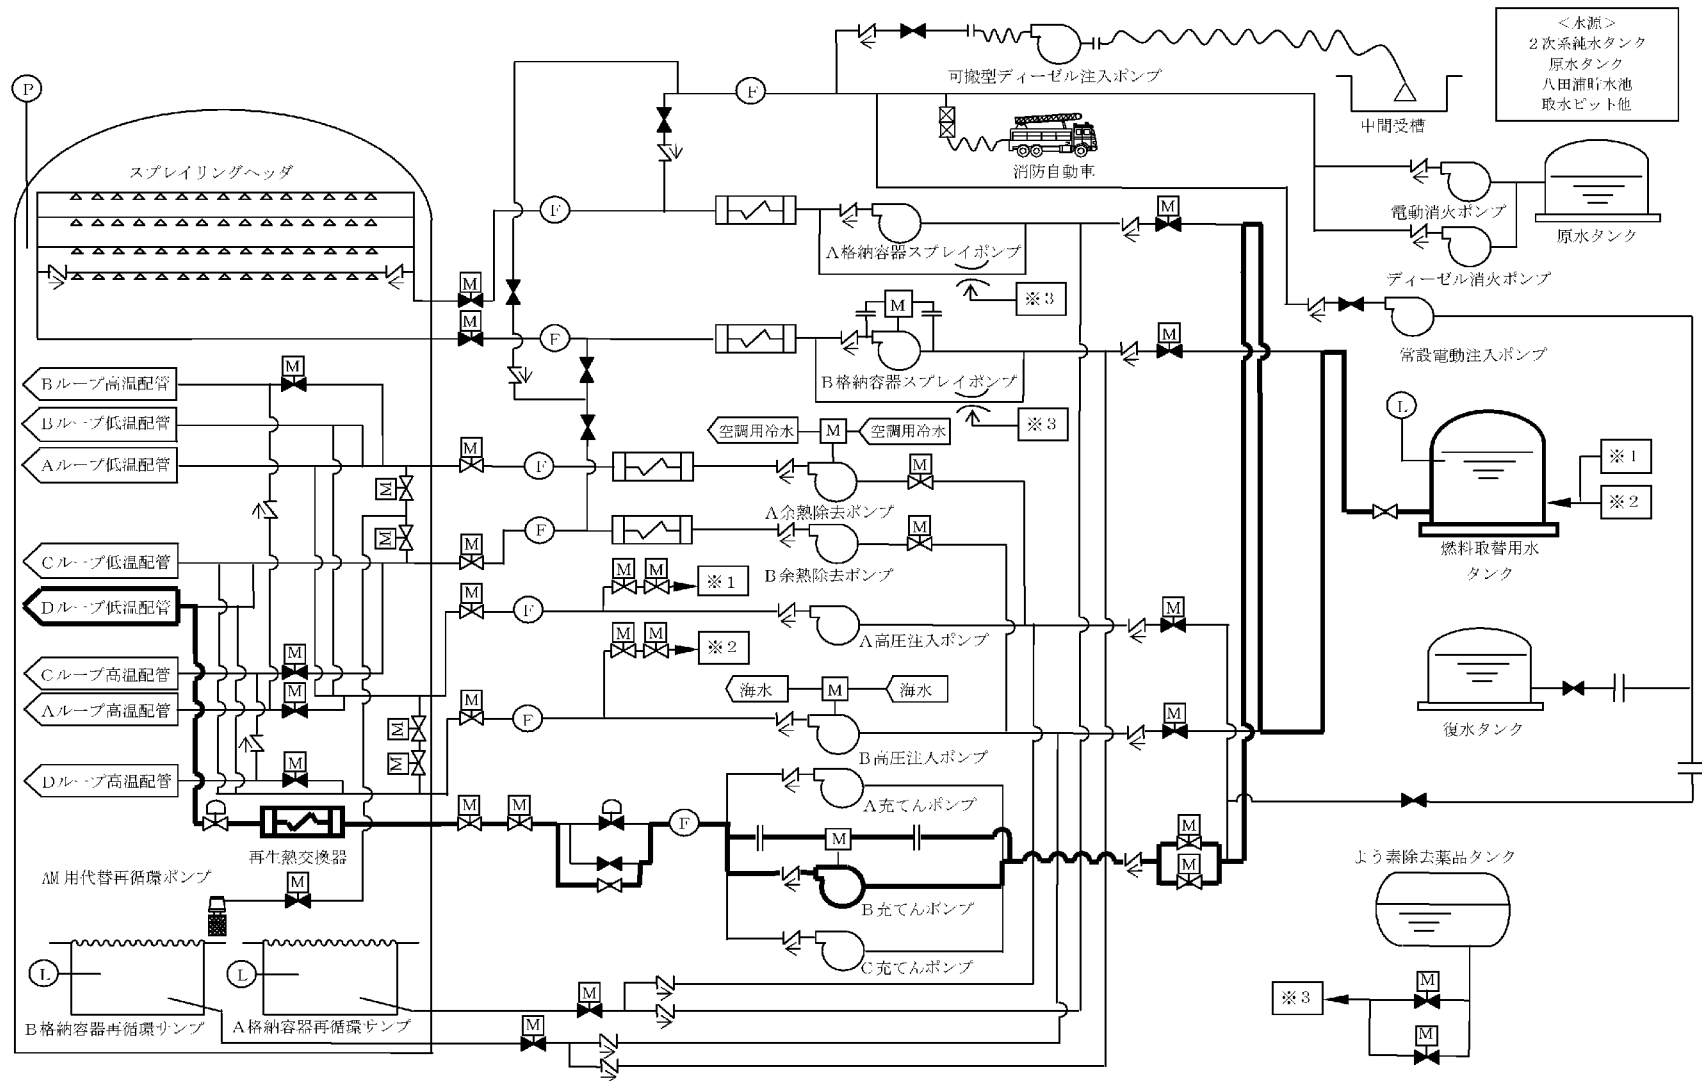 <水源>
2次系純水タンク
原水タンク
八田浦貯水池
取水ピット他
可搬型ディーゼル注入ポンプ
中間受槽
P
F
消防自動車
スプレイリングヘッダ
電動消火ポンプ
原水タンク
ディーゼル消火ポンプ
M
F
A格納容器スプレイポンプ
※3
M
M
M
F
B格納容器スプレイポンプ
※3
M
常設電動注入ポンプ
Bループ高温配管
M
Bループ低温配管
空調用冷水
M
空調用冷水
L
Aループ低温配管
M
F
M
M
A余熱除去ポンプ
※1
※2
燃料取替用水
タンク
M
Cループ低温配管
M
F
M
B余熱除去ポンプ
M
M
※1
Dループ低温配管
M
F
A高圧注入ポンプ
M
M
M
※2
Cループ高温配管
M
海水
M
海水
Aループ高温配管
M
M
F
M
B高圧注入ポンプ
M
復水タンク
M
Dループ高温配管
M
A充てんポンプ
M
M
F
M
M
M
再生熱交換器
B充てんポンプ
よう素除去薬品タンク
AM用代替再循環ポンプ
M
C充てんポンプ
L
L
M
B格納容器再循環サンプ
A格納容器再循環サンプ
M
※3
M
M